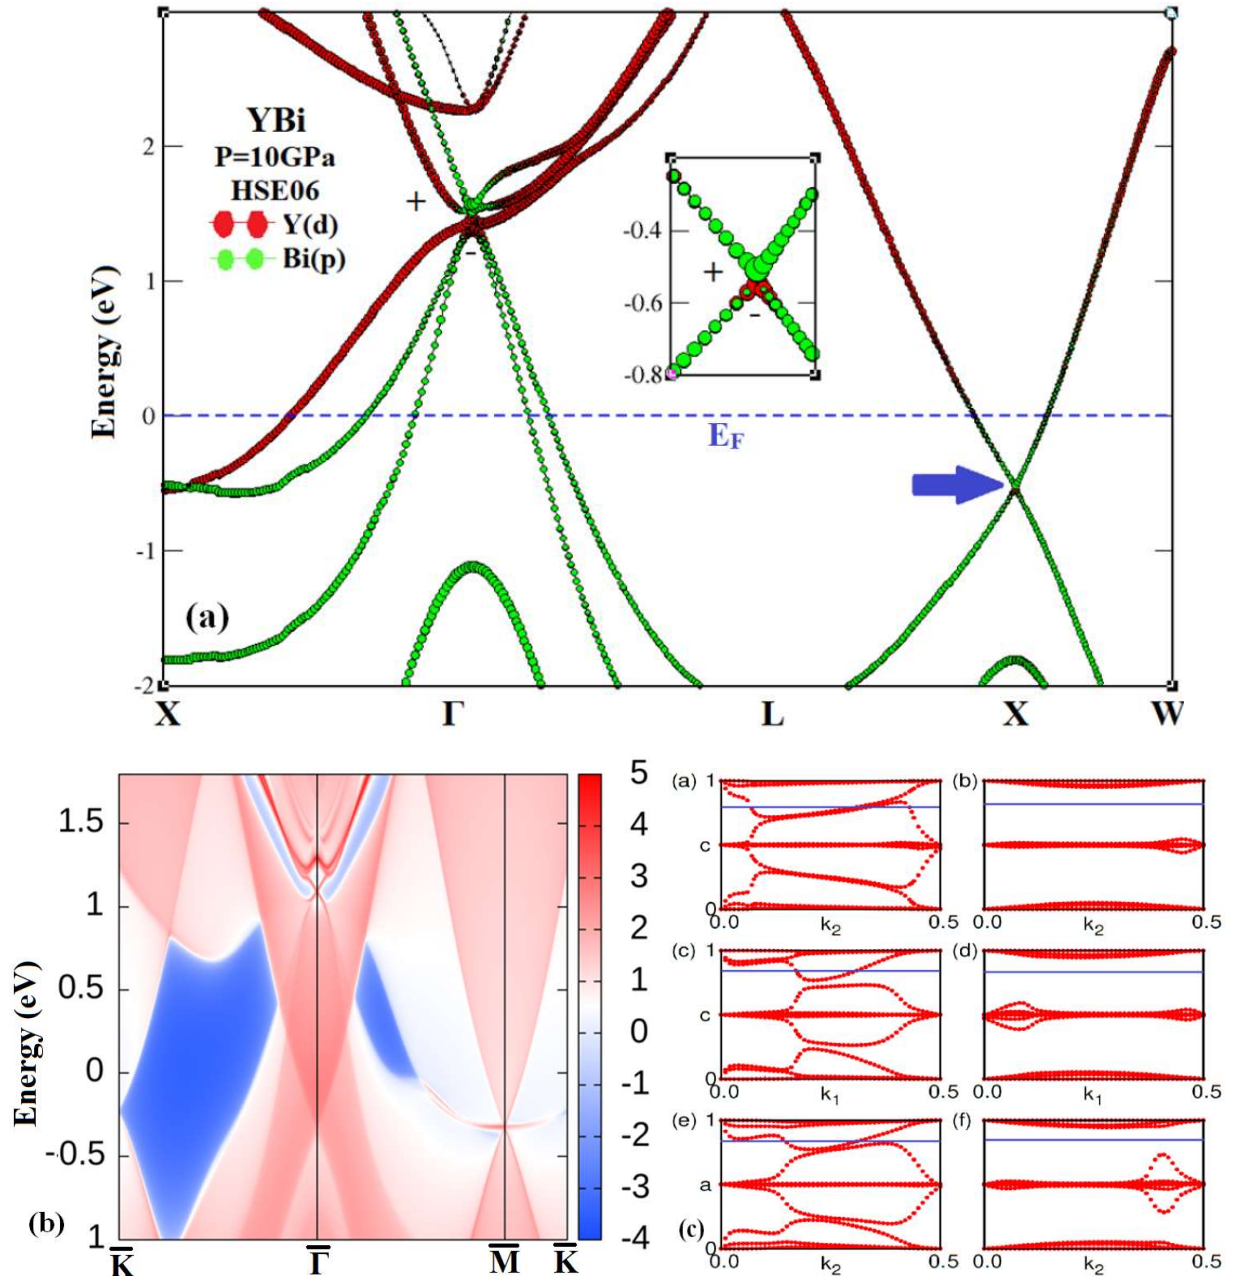 YBi
P=10GPa
HSE06
Y(d)
Bi(p)
Energy (eV)
2
1
0
-1
-2
+
-
-0.4
-0.6
-0.8
+
-
E_F
(a)
X Γ L X W
Energy (eV)
1.5
1
0.5
0
-0.5
1
(b)
K̅ Γ̅ M̅ K̅
5
4
3
2
1
0
-1
-2
-3
-4
(a) 1 c 0
0.0 k₂ 0.5
(b)
0.0 k₂ 0.5
(c) 1 c 0
0.0 k₁ 0.5
(d)
0.0 k₁ 0.5
(e) 1 a 0
0.0 k₂ 0.5
(f)
0.0 k₂ 0.5
(c)